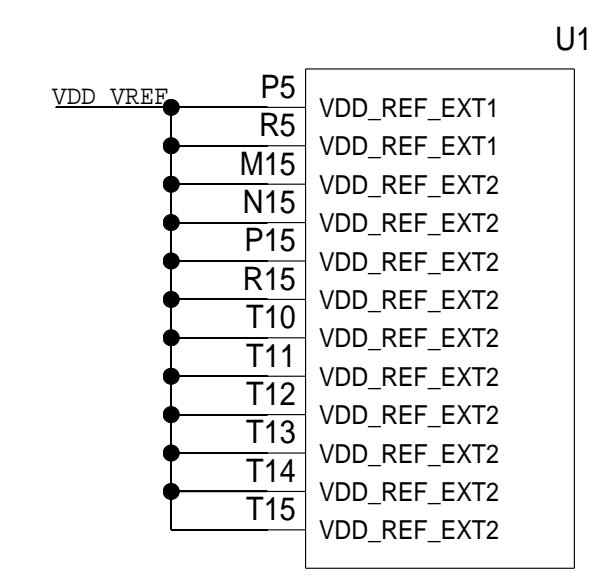 U1
VDD_VREF P5 VDD_REF_EXT1
R5 VDD_REF_EXT1
M15 VDD_REF_EXT2
N15 VDD_REF_EXT2
P15 VDD_REF_EXT2
R15 VDD_REF_EXT2
T10 VDD_REF_EXT2
T11 VDD_REF_EXT2
T12 VDD_REF_EXT2
T13 VDD_REF_EXT2
T14 VDD_REF_EXT2
T15 VDD_REF_EXT2